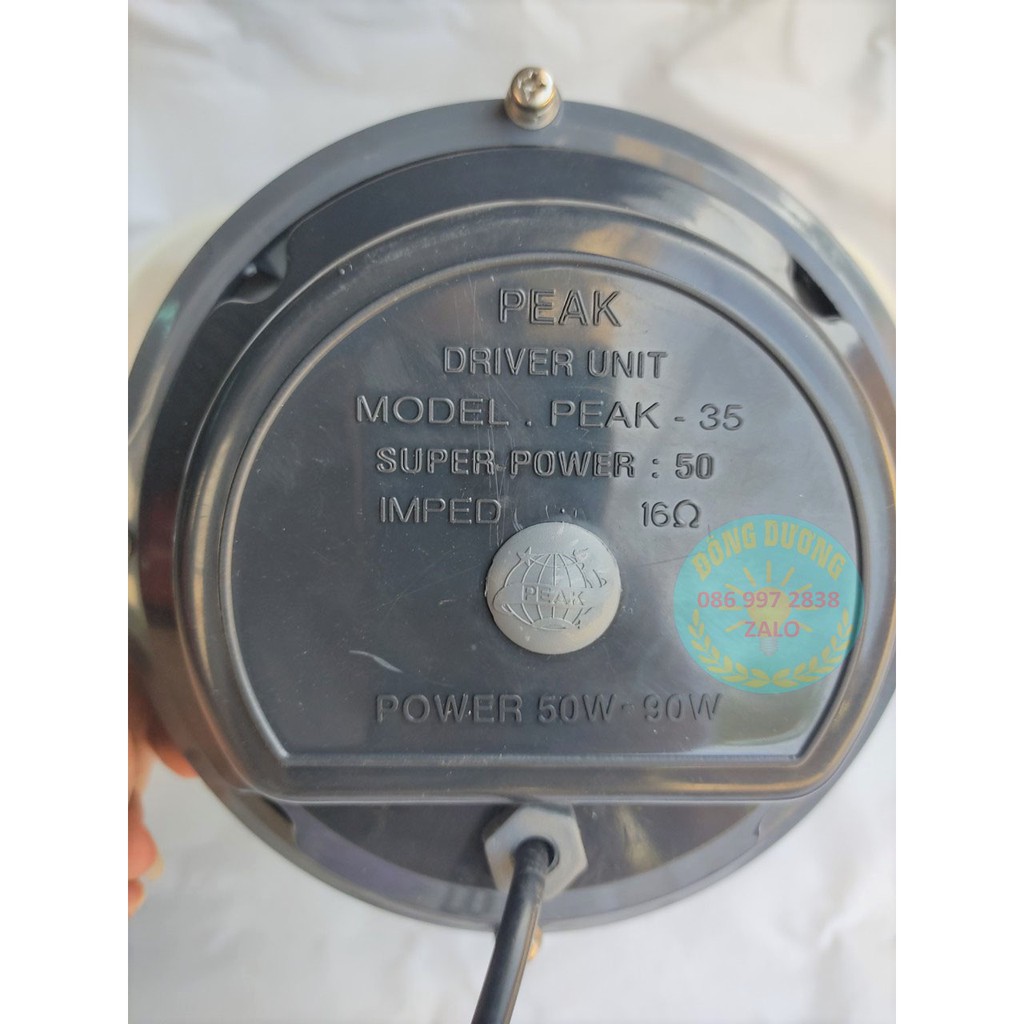 PEAK
DRIVER UNIT
MODEL . PEAK - 35
SUPER POWER : 50
IMPED 16Ω
PEAK
ĐÔNG DƯƠNG
086 997 2838
ZALO
POWER 50W - 90W